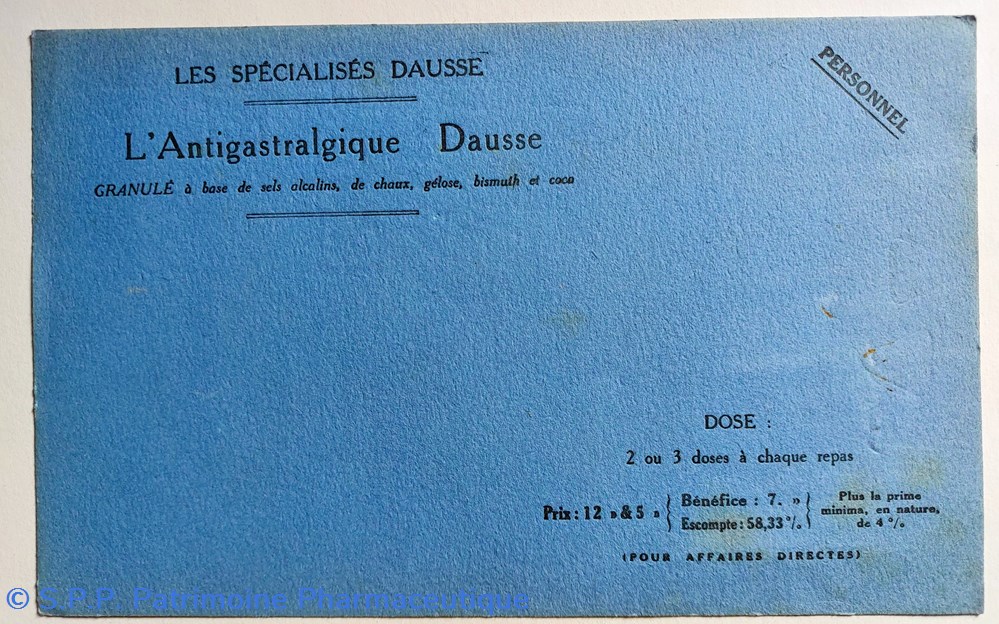 LES SPÉCIALISÉS DAUSSE
PERSONNEL
L'Antigastralgique Dausse
GRANULÉ à base de sels alcalins, de chaux, gélose, bismuth et coca
DOSE :
2 ou 3 doses à chaque repas
Prix : 12 » & 5 »
Bénéfice : 7. »
Escompte : 58,33 %
Plus la prime
minima, en nature,
de 4 %
(POUR AFFAIRES DIRECTES)
© S.P.P. Patrimoine Pharmaceutique